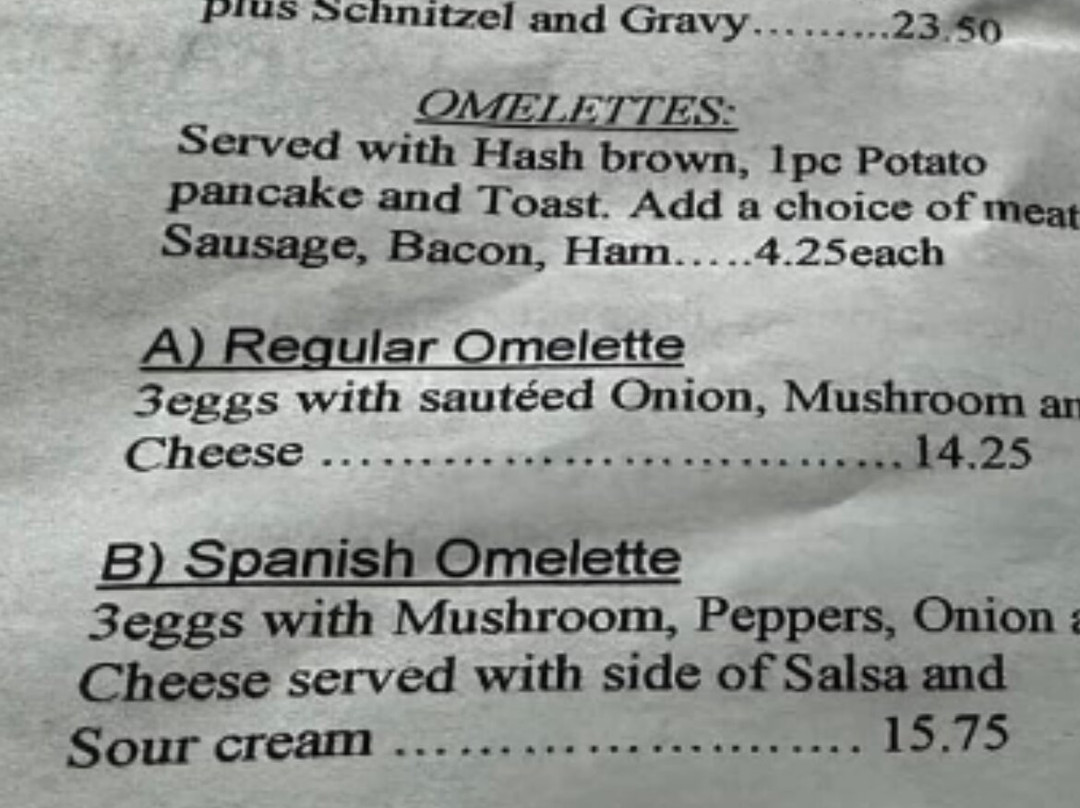 plus Schnitzel and Gravy..........23.50
OMELETTES:
Served with Hash brown, 1pc Potato
pancake and Toast. Add a choice of meat
Sausage, Bacon, Ham.....4.25each
A) Regular Omelette
3eggs with sautéed Onion, Mushroom
Cheese .................................... 14.25
B) Spanish Omelette
3eggs with Mushroom, Peppers, Onion
Cheese served with side of Salsa and
Sour cream ............................ 15.75